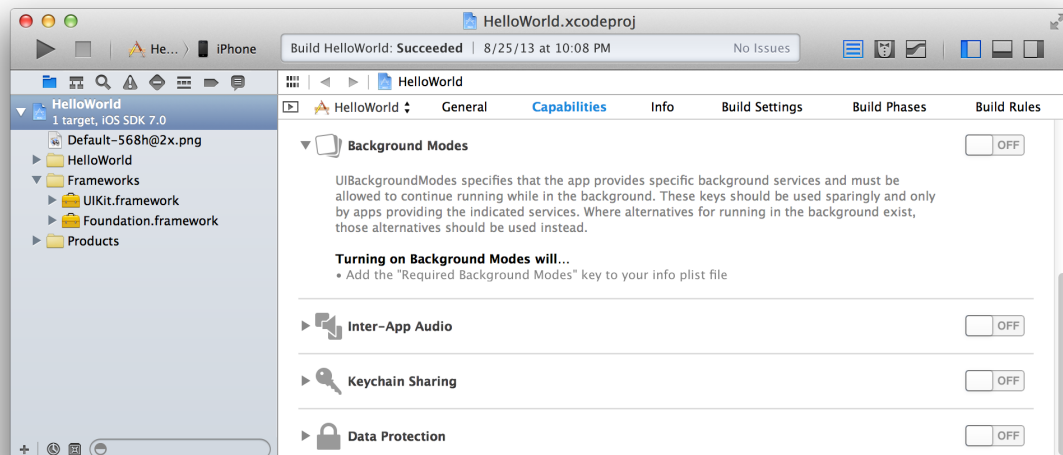 HelloWorld.xcodeproj
He... 〉 iPhone
Build HelloWorld: Succeeded | 8/25/13 at 10:08 PM No Issues
HelloWorld
HelloWorld
1 target, iOS SDK 7.0
Default-568h@2x.png
HelloWorld
Frameworks
UIKit.framework
Foundation.framework
Products
HelloWorld General Capabilities Info Build Settings Build Phases Build Rules
Background Modes OFF
UIBackgroundModes specifies that the app provides specific background services and must be
allowed to continue running while in the background. These keys should be used sparingly and only
by apps providing the indicated services. Where alternatives for running in the background exist,
those alternatives should be used instead.
Turning on Background Modes will...
• Add the "Required Background Modes" key to your info plist file
Inter-App Audio OFF
Keychain Sharing OFF
Data Protection OFF